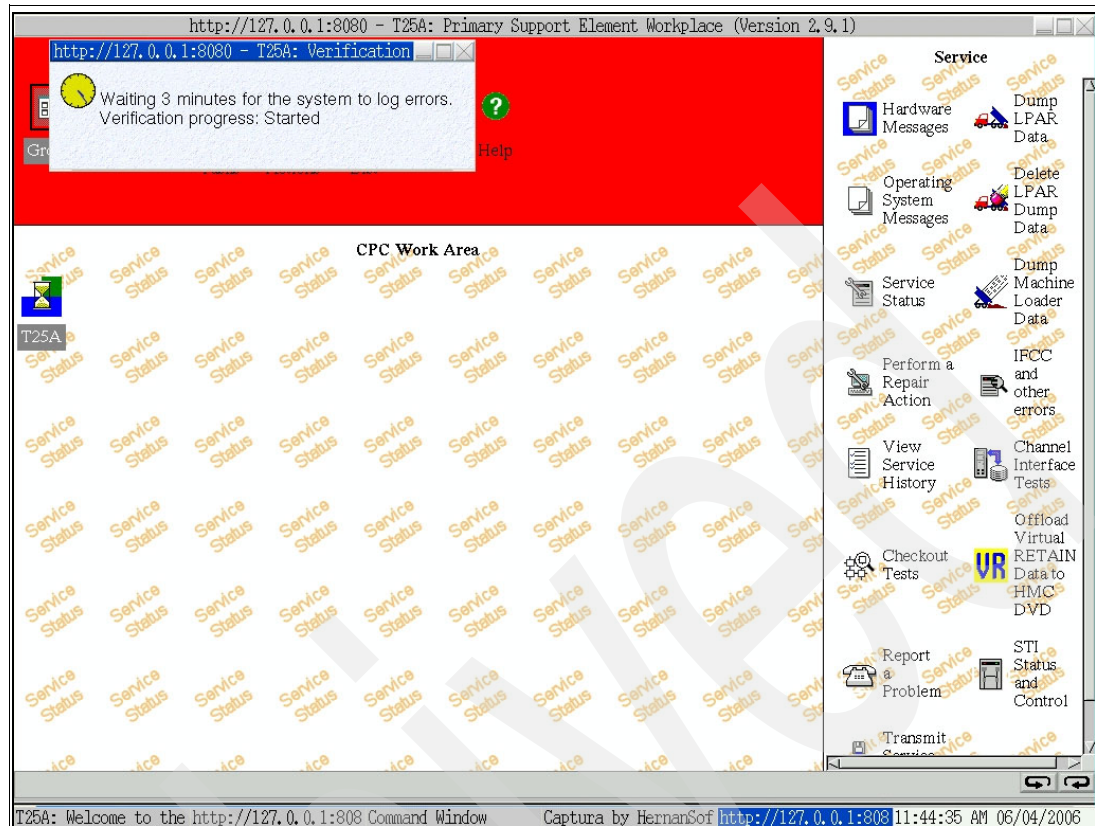 http://127.0.0.1:8080 - T25A: Primary Support Element Workplace (Version 2.9.1)
http://127.0.0.1:8080 - T25A: Verification
Waiting 3 minutes for the system to log errors.
Verification progress: Started
Help
CPC Work Area
T25A
Service
Hardware
Messages
Dump
LPAR
Data
Operating
System
Messages
Delete
LPAR
Dump
Data
Service
Status
Dump
Machine
Loader
Data
Perform a
Repair
Action
IFCC
and
other
errors
View
Service
History
Channel
Interface
Tests
Checkout
Tests
VR
Offload
Virtual
RETAIN
Data to
HMC
DVD
Report
a
Problem
STI
Status
and
Control
Transmit
Service Status
T25A: Welcome to the http://127.0.0.1:808 Command Window
Captura by HernanSof
http://127.0.0.1:808
11:44:35 AM 06/04/2006